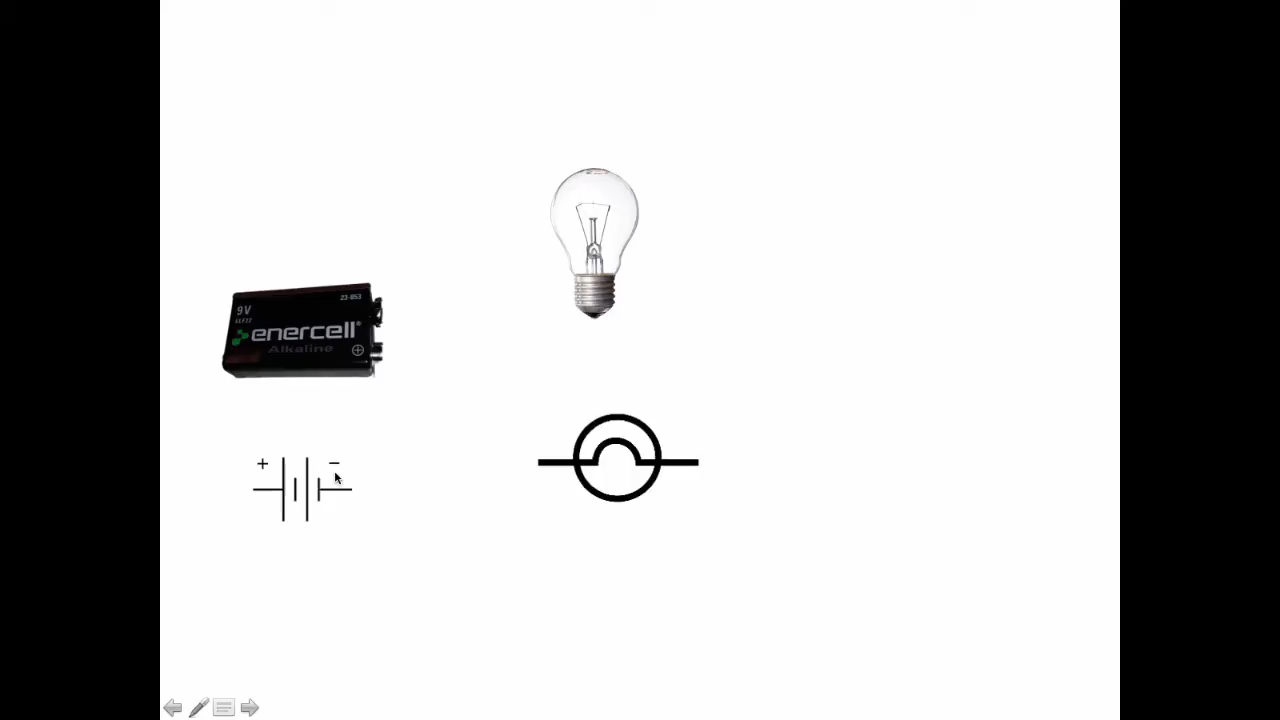 23-853
9V
enercell®
Alkaline
+ −